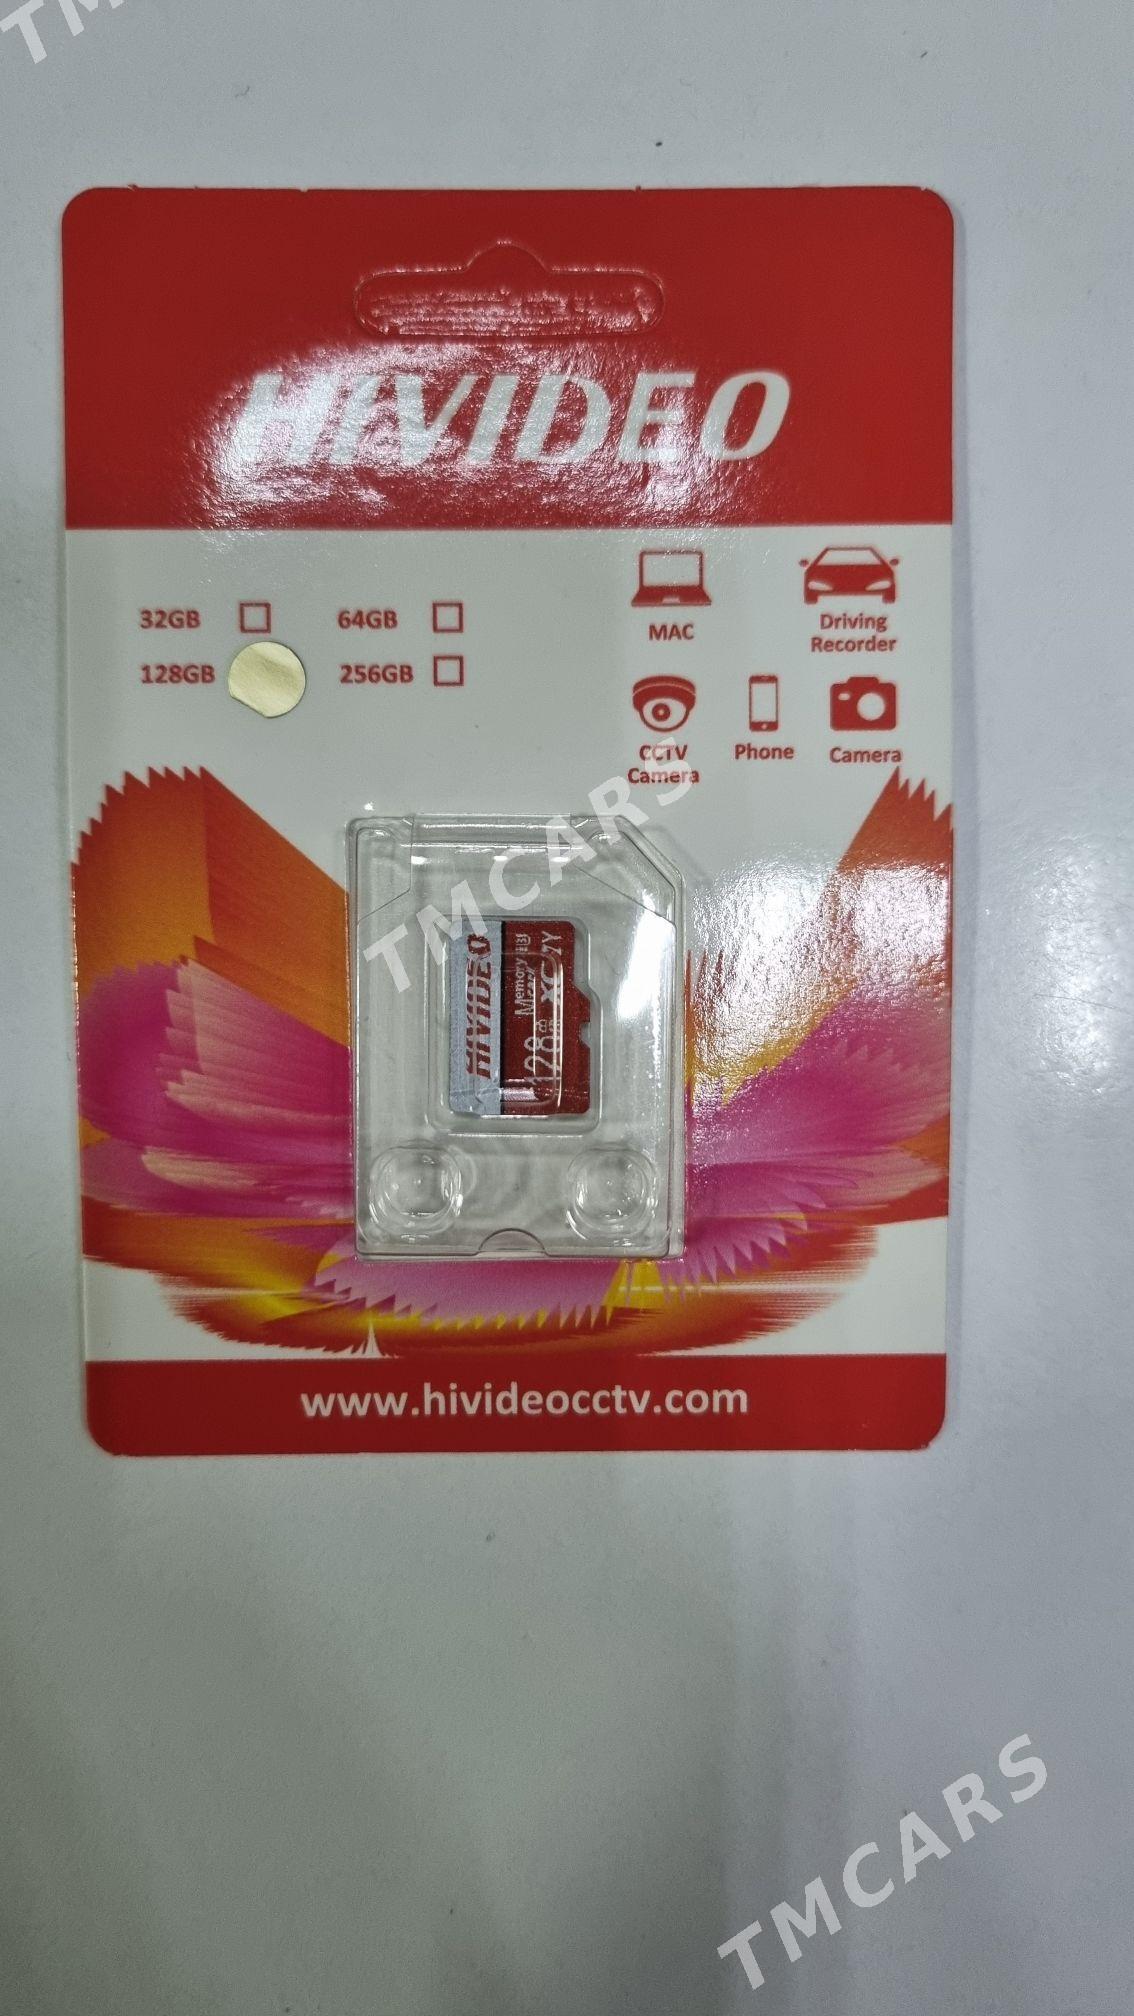 TMCARS
HIVIDEO
32GB 64GB
128GB 256GB
MAC
Driving
Recorder
CCTV
Camera
Phone
Camera
TMCARS
HIVIDEO
Memory
128
XC
www.hivideocctv.com
TMCARS